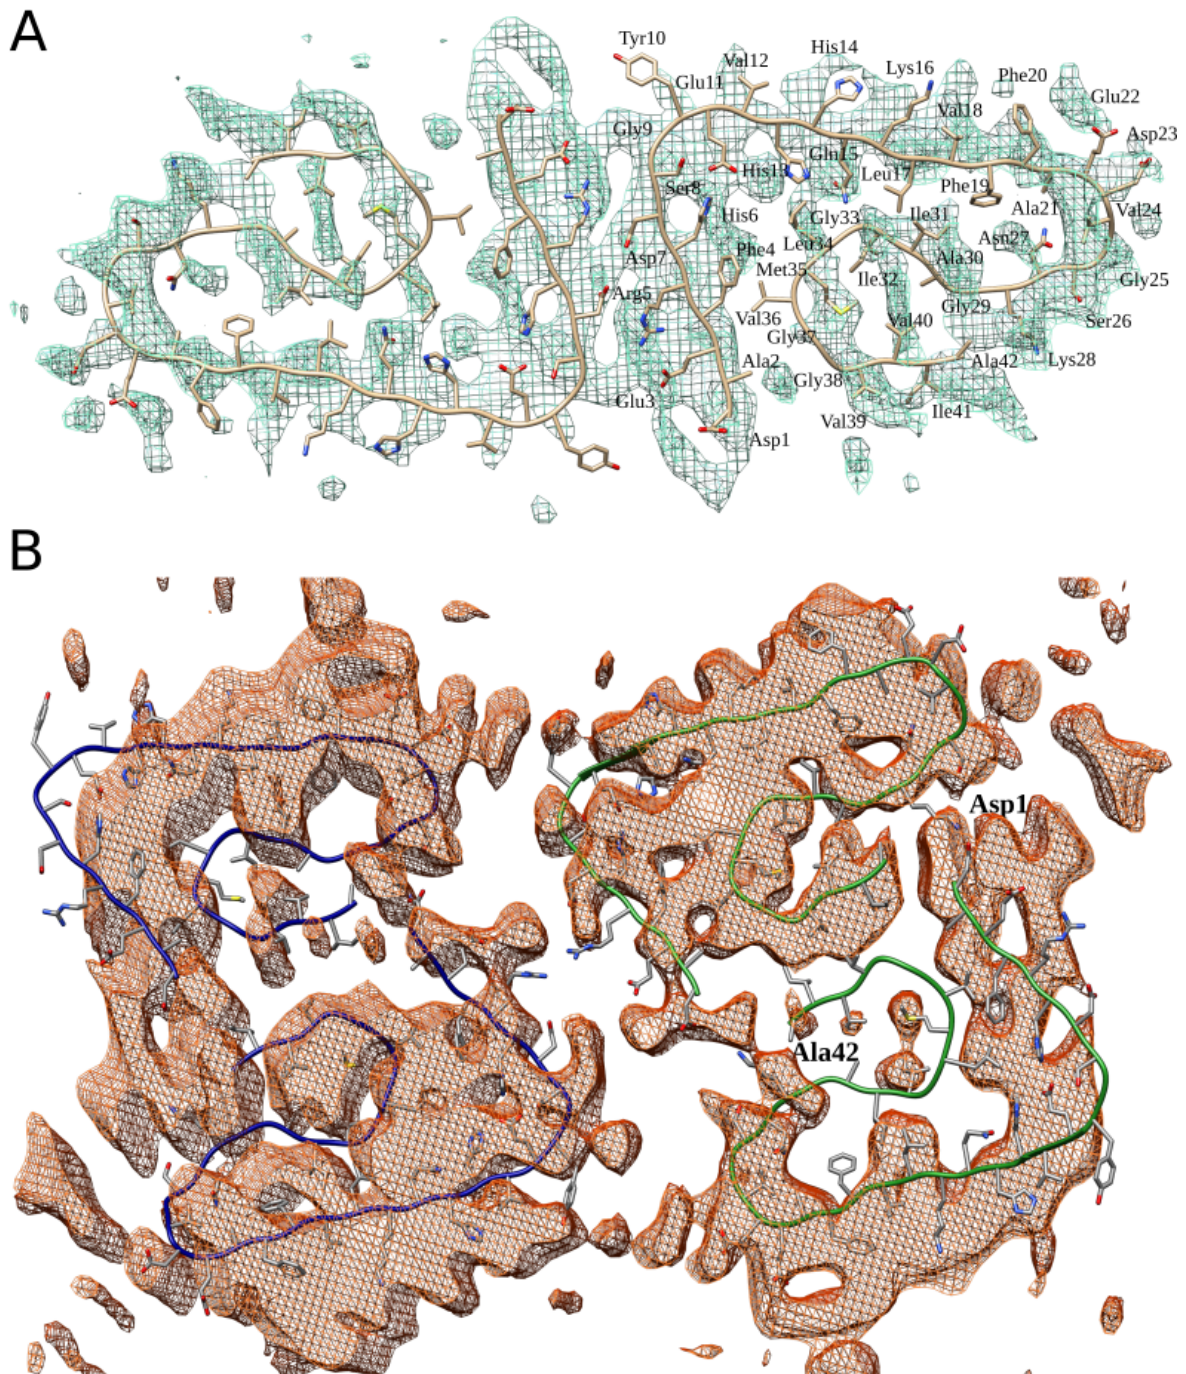 A
Tyr10
His14
Val12
Lys16
Phe20
Glu11
Glu22
Val18
Gly9
Asp23
Gln15
His13
Leu17
Ser8
Phe19
Ala21
His6
Gly33
Ile31
Val24
Leu34
Asn27
Phe4
Asp7
Ala30
Met35
Ile32
Gly25
Arg5
Gly29
Val36
Val40
Ser26
Gly37
Ala2
Ala42
Lys28
Gly38
Glu3
Ile41
Val39
Asp1
B
Asp1
Ala42